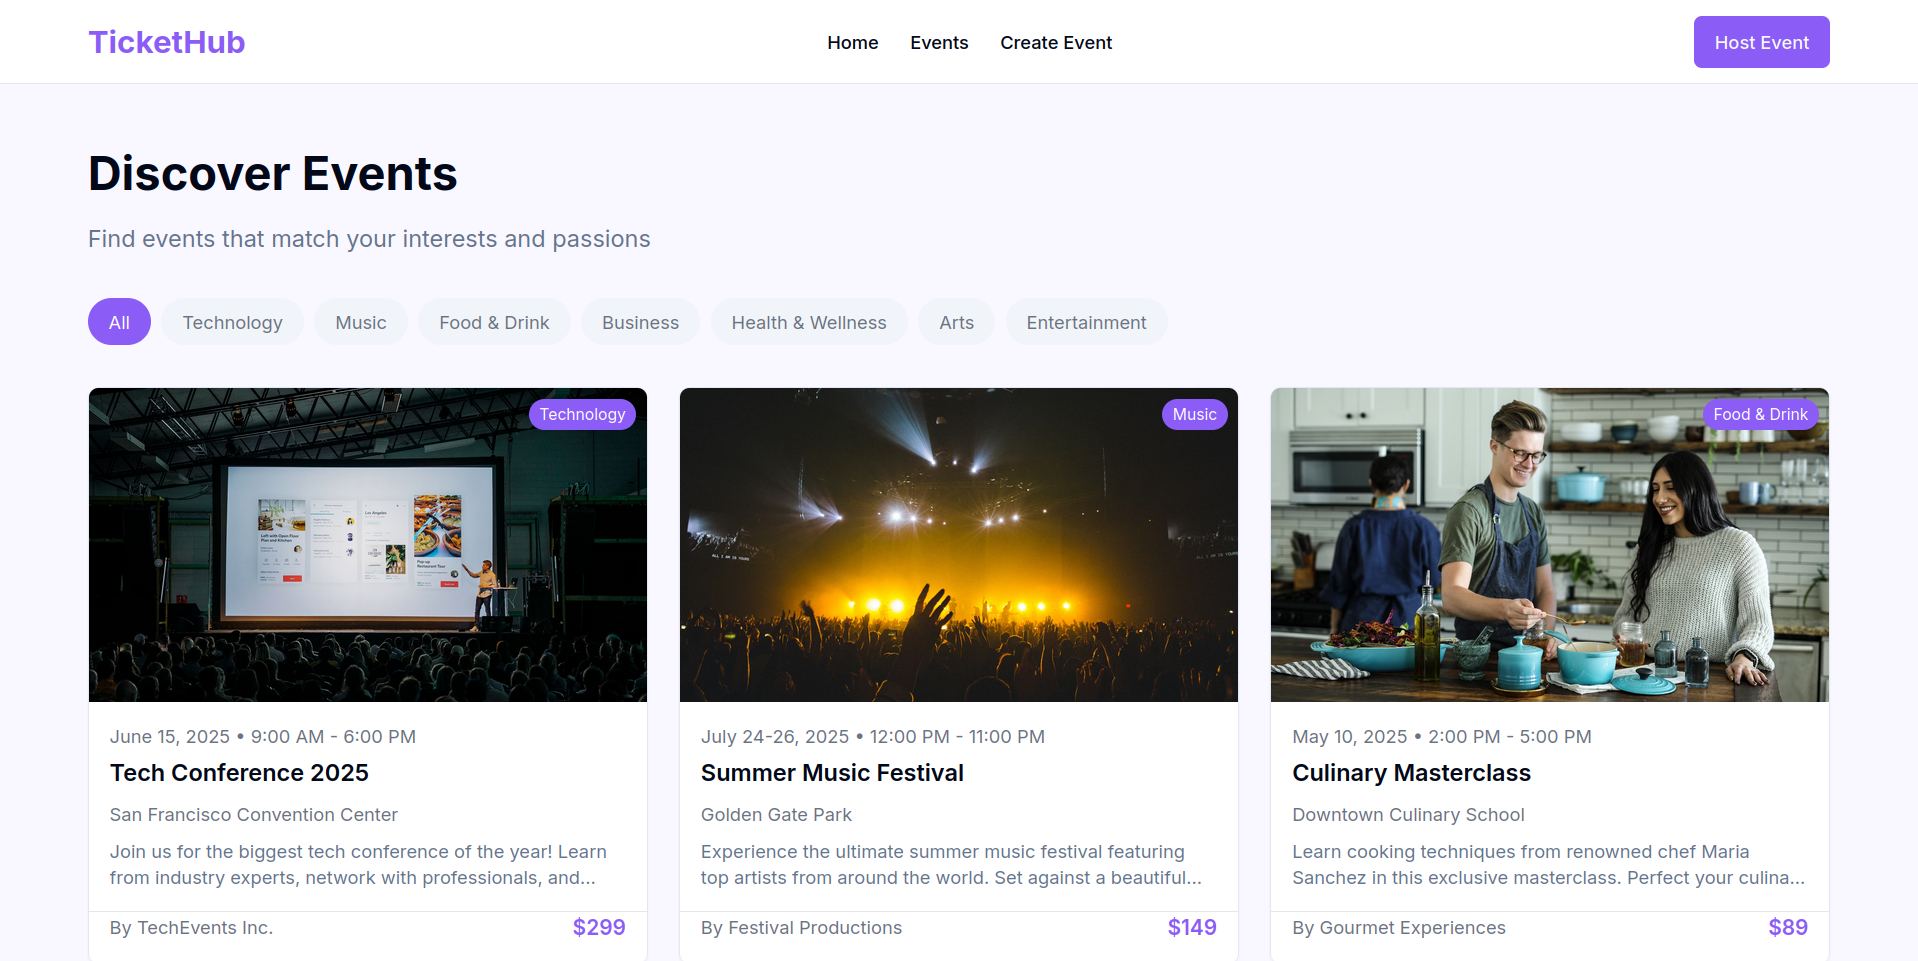 TicketHub
Home
Events
Create Event
Host Event
Discover Events
Find events that match your interests and passions
All
Technology
Music
Food & Drink
Business
Health & Wellness
Arts
Entertainment
Technology
June 15, 2025 • 9:00 AM - 6:00 PM
Tech Conference 2025
San Francisco Convention Center
Join us for the biggest tech conference of the year! Learn
from industry experts, network with professionals, and...
By TechEvents Inc.
$299
Music
July 24-26, 2025 • 12:00 PM - 11:00 PM
Summer Music Festival
Golden Gate Park
Experience the ultimate summer music festival featuring
top artists from around the world. Set against a beautiful...
By Festival Productions
$149
Food & Drink
May 10, 2025 • 2:00 PM - 5:00 PM
Culinary Masterclass
Downtown Culinary School
Learn cooking techniques from renowned chef Maria
Sanchez in this exclusive masterclass. Perfect your culina...
By Gourmet Experiences
$89